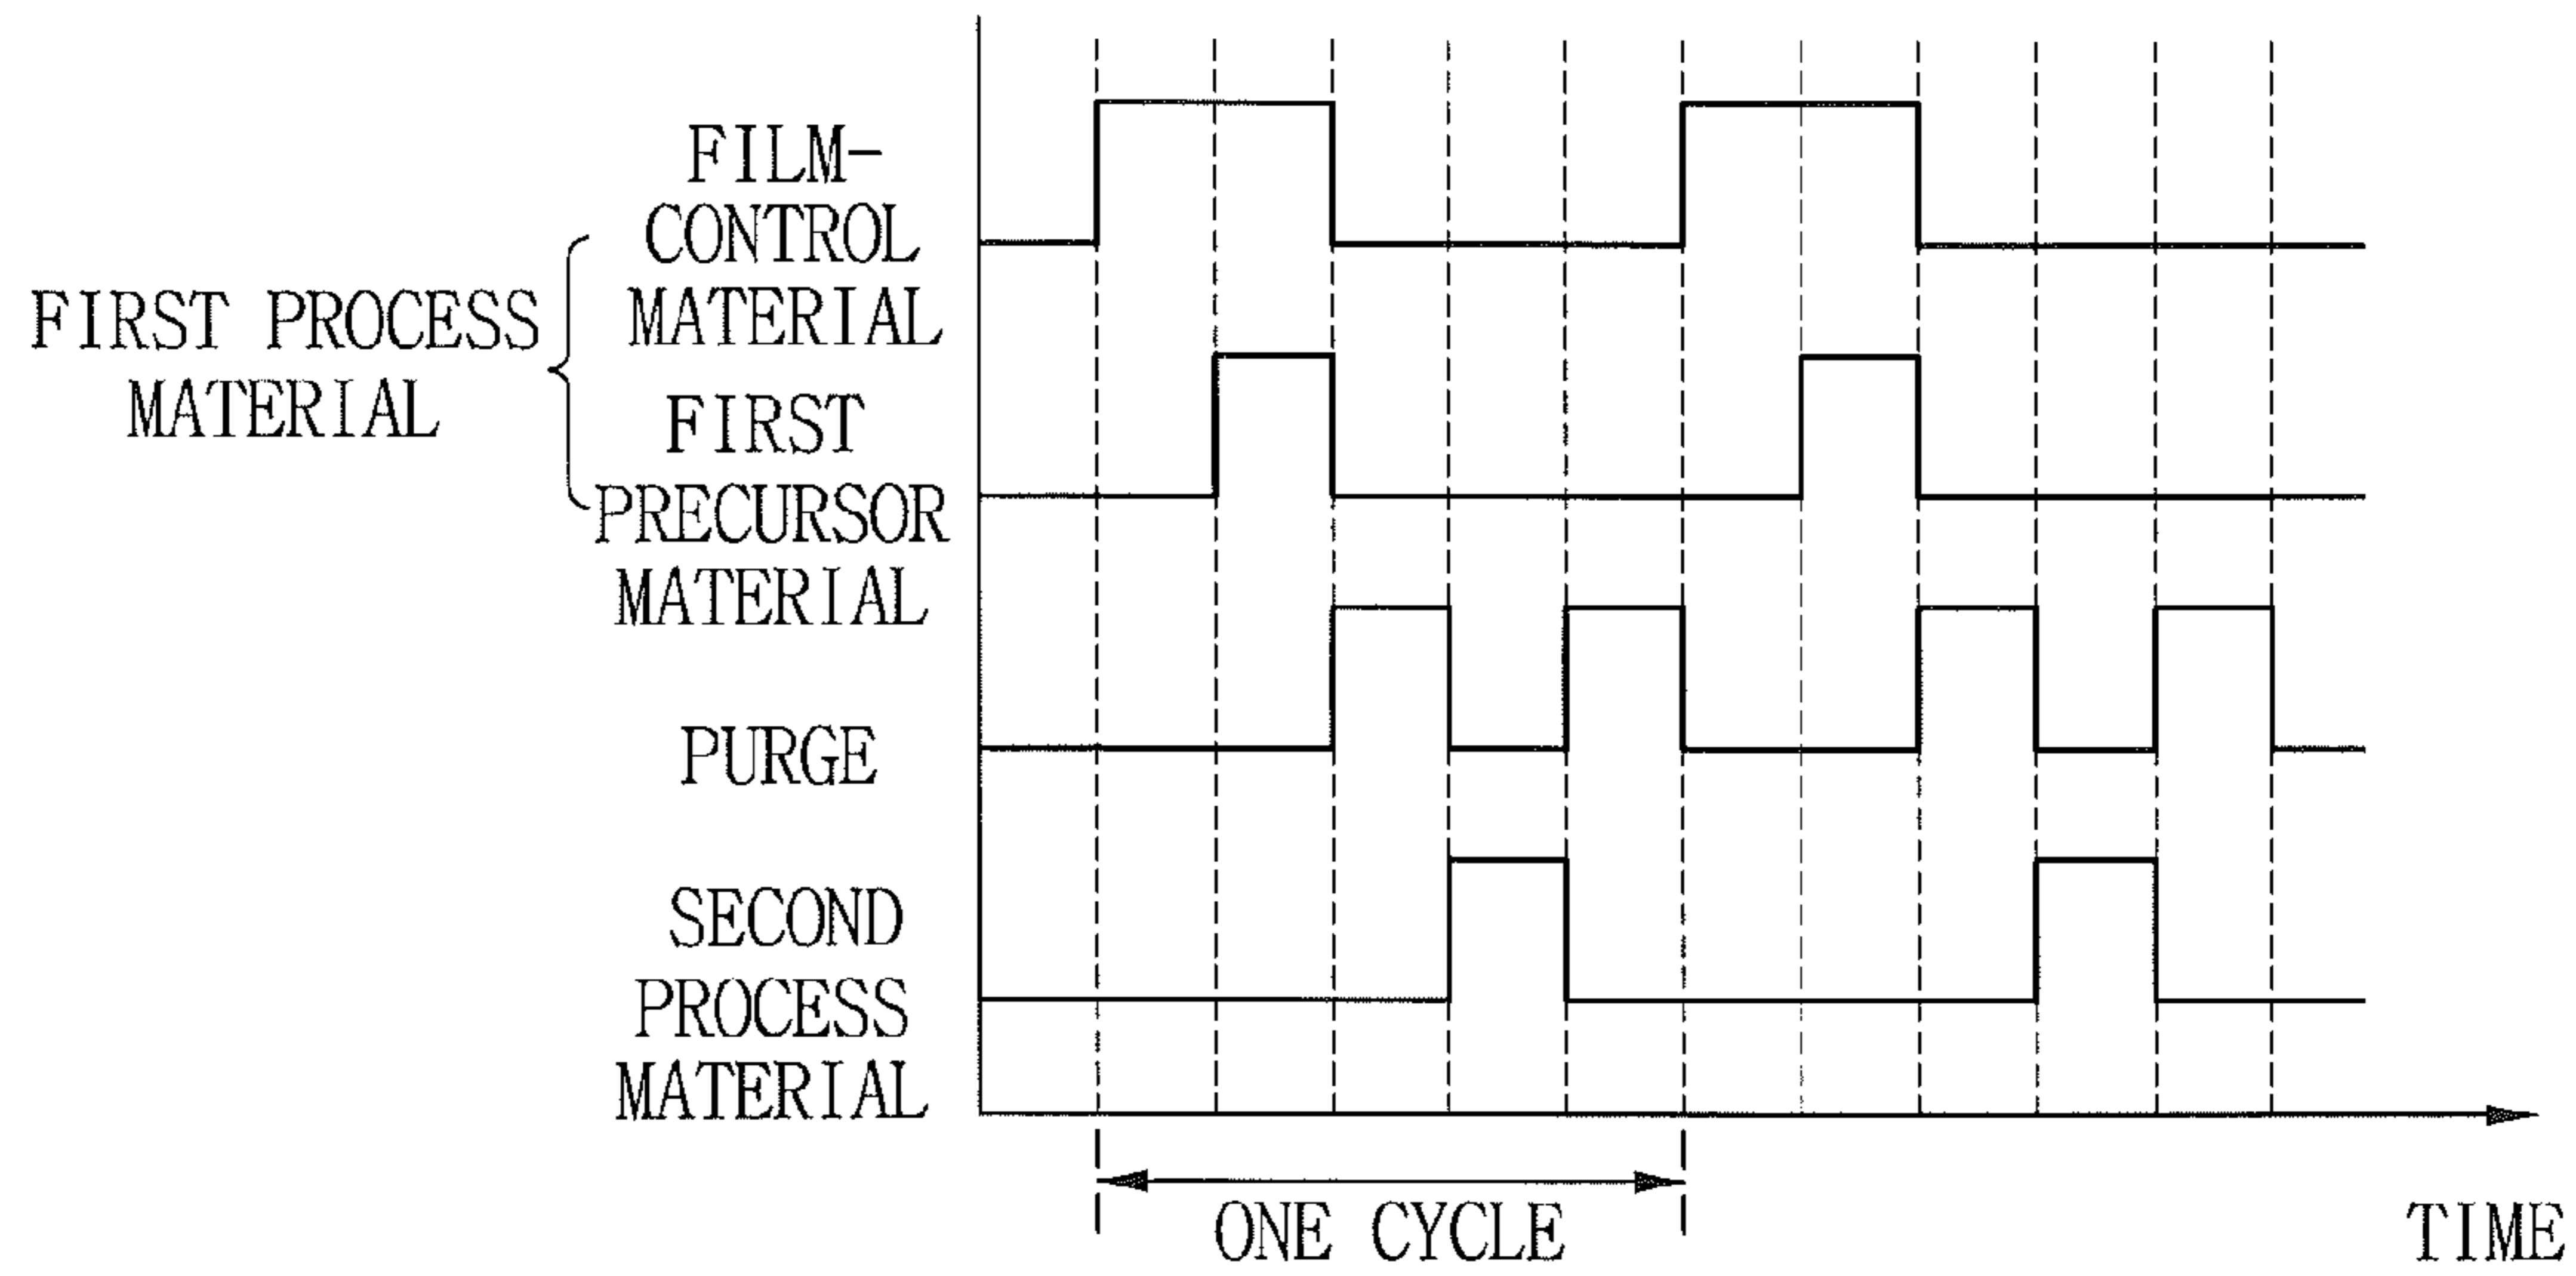 FILM-
CONTROL
MATERIAL
FIRST PROCESS
MATERIAL
FIRST
PRECURSOR
MATERIAL
PURGE
SECOND
PROCESS
MATERIAL
ONE CYCLE
TIME